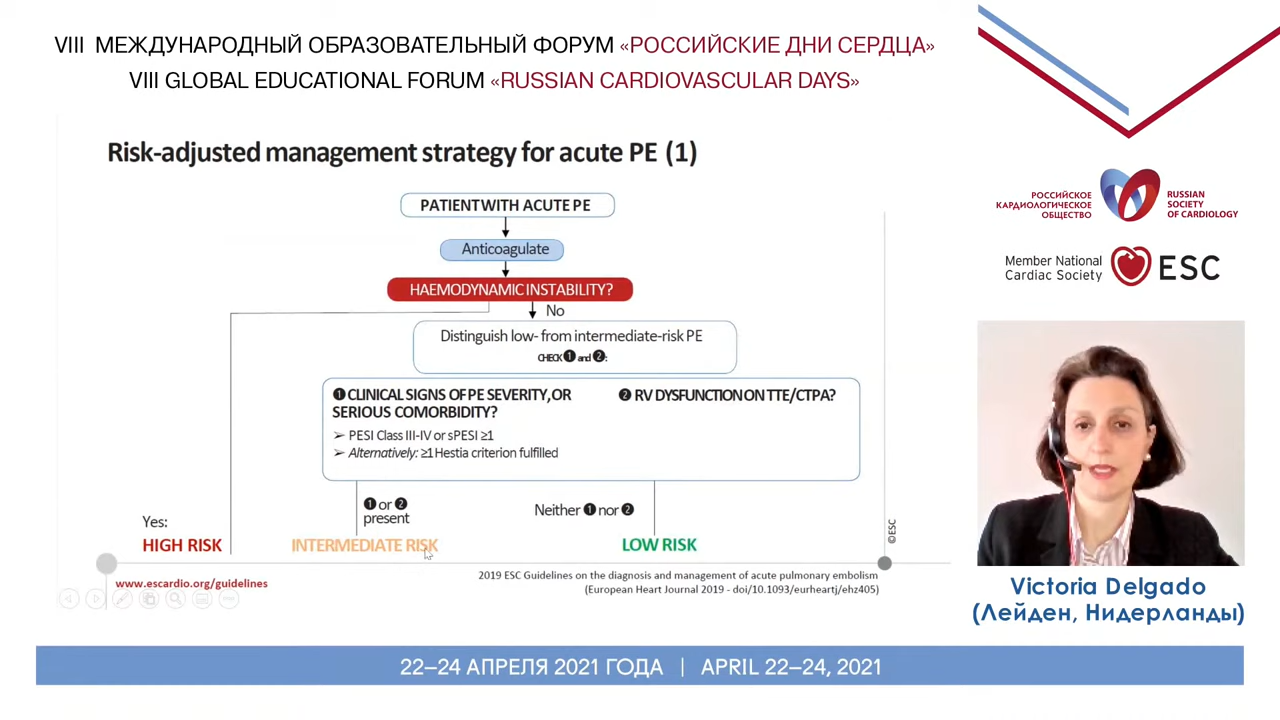 VIII МЕЖДУНАРОДНЫЙ ОБРАЗОВАТЕЛЬНЫЙ ФОРУМ «РОССИЙСКИЕ ДНИ СЕРДЦА»
VIII GLOBAL EDUCATIONAL FORUM «RUSSIAN CARDIOVASCULAR DAYS»
Risk-adjusted management strategy for acute PE (1)
PATIENT WITH ACUTE PE
Anticoagulate
HAEMODYNAMIC INSTABILITY?
No
Distinguish low- from intermediate-risk PE
CHECK ❶ and ❷:
❶ CLINICAL SIGNS OF PE SEVERITY, OR
SERIOUS COMORBIDITY?
➢ PESI Class III-IV or sPESI ≥1
➢ Alternatively: ≥1 Hestia criterion fulfilled
❷ RV DYSFUNCTION ON TTE/CTPA?
❶ or ❷
present
Neither ❶ nor ❷
Yes:
HIGH RISK
INTERMEDIATE RISK
LOW RISK
©ESC
www.escardio.org/guidelines
2019 ESC Guidelines on the diagnosis and management of acute pulmonary embolism
(European Heart Journal 2019 - doi/10.1093/eurheartj/ehz405)
РОССИЙСКОЕ
КАРДИОЛОГИЧЕСКОЕ
ОБЩЕСТВО
RUSSIAN
SOCIETY
OF CARDIOLOGY
Member National
Cardiac Society
ESC
Victoria Delgado
(Лейден, Нидерланды)
22–24 АПРЕЛЯ 2021 ГОДА | APRIL 22–24, 2021